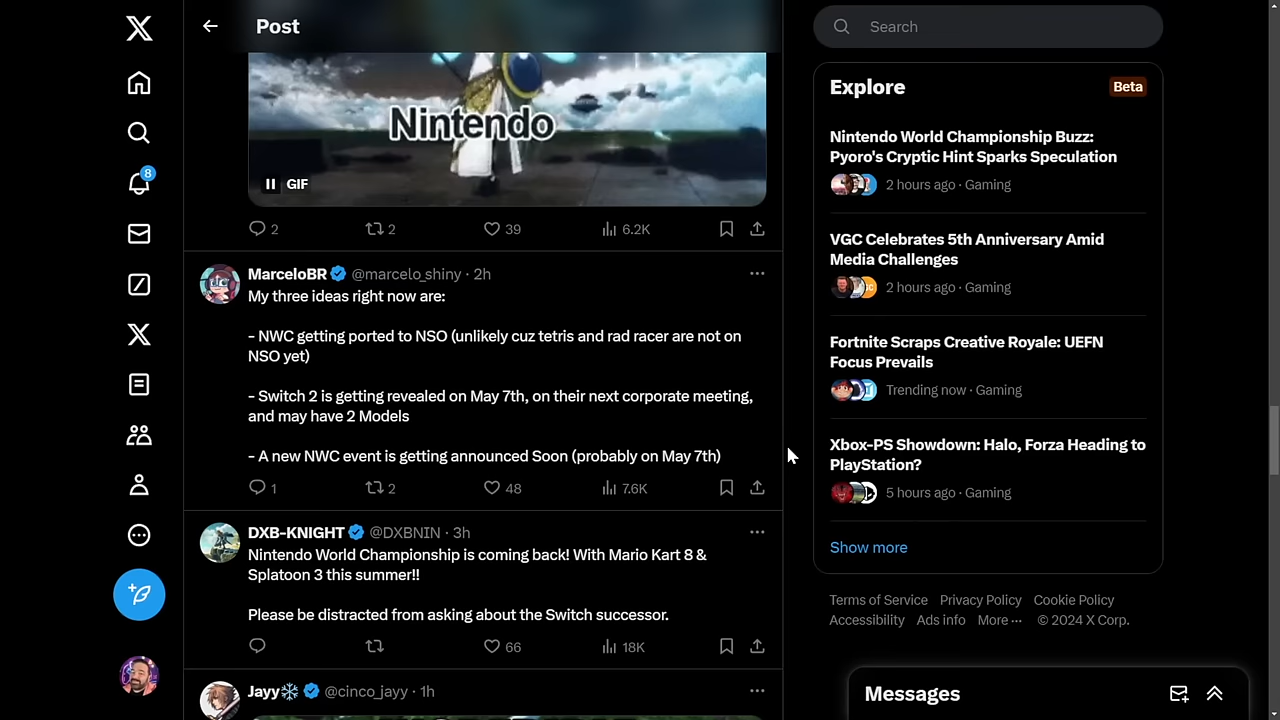 Post
Nintendo
GIF
2
2
39
6.2K
MarceloBR @marcelo_shiny · 2h
My three ideas right now are:
- NWC getting ported to NSO (unlikely cuz tetris and rad racer are not on
NSO yet)
- Switch 2 is getting revealed on May 7th, on their next corporate meeting,
and may have 2 Models
- A new NWC event is getting announced Soon (probably on May 7th)
1
2
48
7.6K
DXB-KNIGHT @DXBNIN · 3h
Nintendo World Championship is coming back! With Mario Kart 8 &
Splatoon 3 this summer!!
Please be distracted from asking about the Switch successor.
66
18K
Jayy @cinco_jayy · 1h
8
Search
Explore
Beta
Nintendo World Championship Buzz:
Pyoro's Cryptic Hint Sparks Speculation
2 hours ago · Gaming
VGC Celebrates 5th Anniversary Amid
Media Challenges
2 hours ago · Gaming
Fortnite Scraps Creative Royale: UEFN
Focus Prevails
Trending now · Gaming
Xbox-PS Showdown: Halo, Forza Heading to
PlayStation?
5 hours ago · Gaming
Show more
Terms of Service Privacy Policy Cookie Policy
Accessibility Ads info More ··· © 2024 X Corp.
Messages